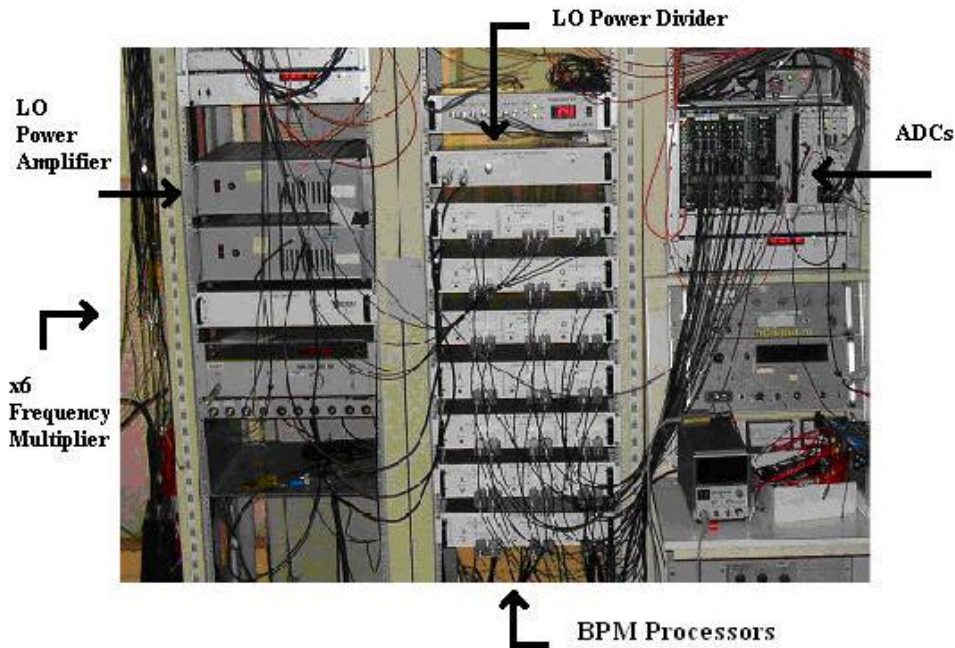 LO Power Divider
LO
Power
Amplifier
ADCs
x6
Frequency
Multiplier
BPM Processors